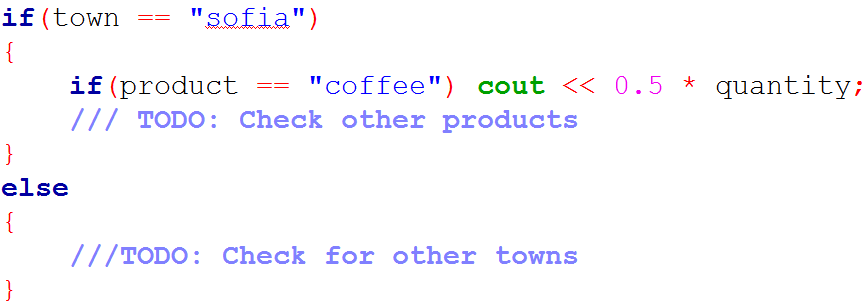 if(town == "sofia")
{
if(product == "coffee") cout << 0.5 * quantity;
/// TODO: Check other products
}
else
{
///TODO: Check for other towns
}